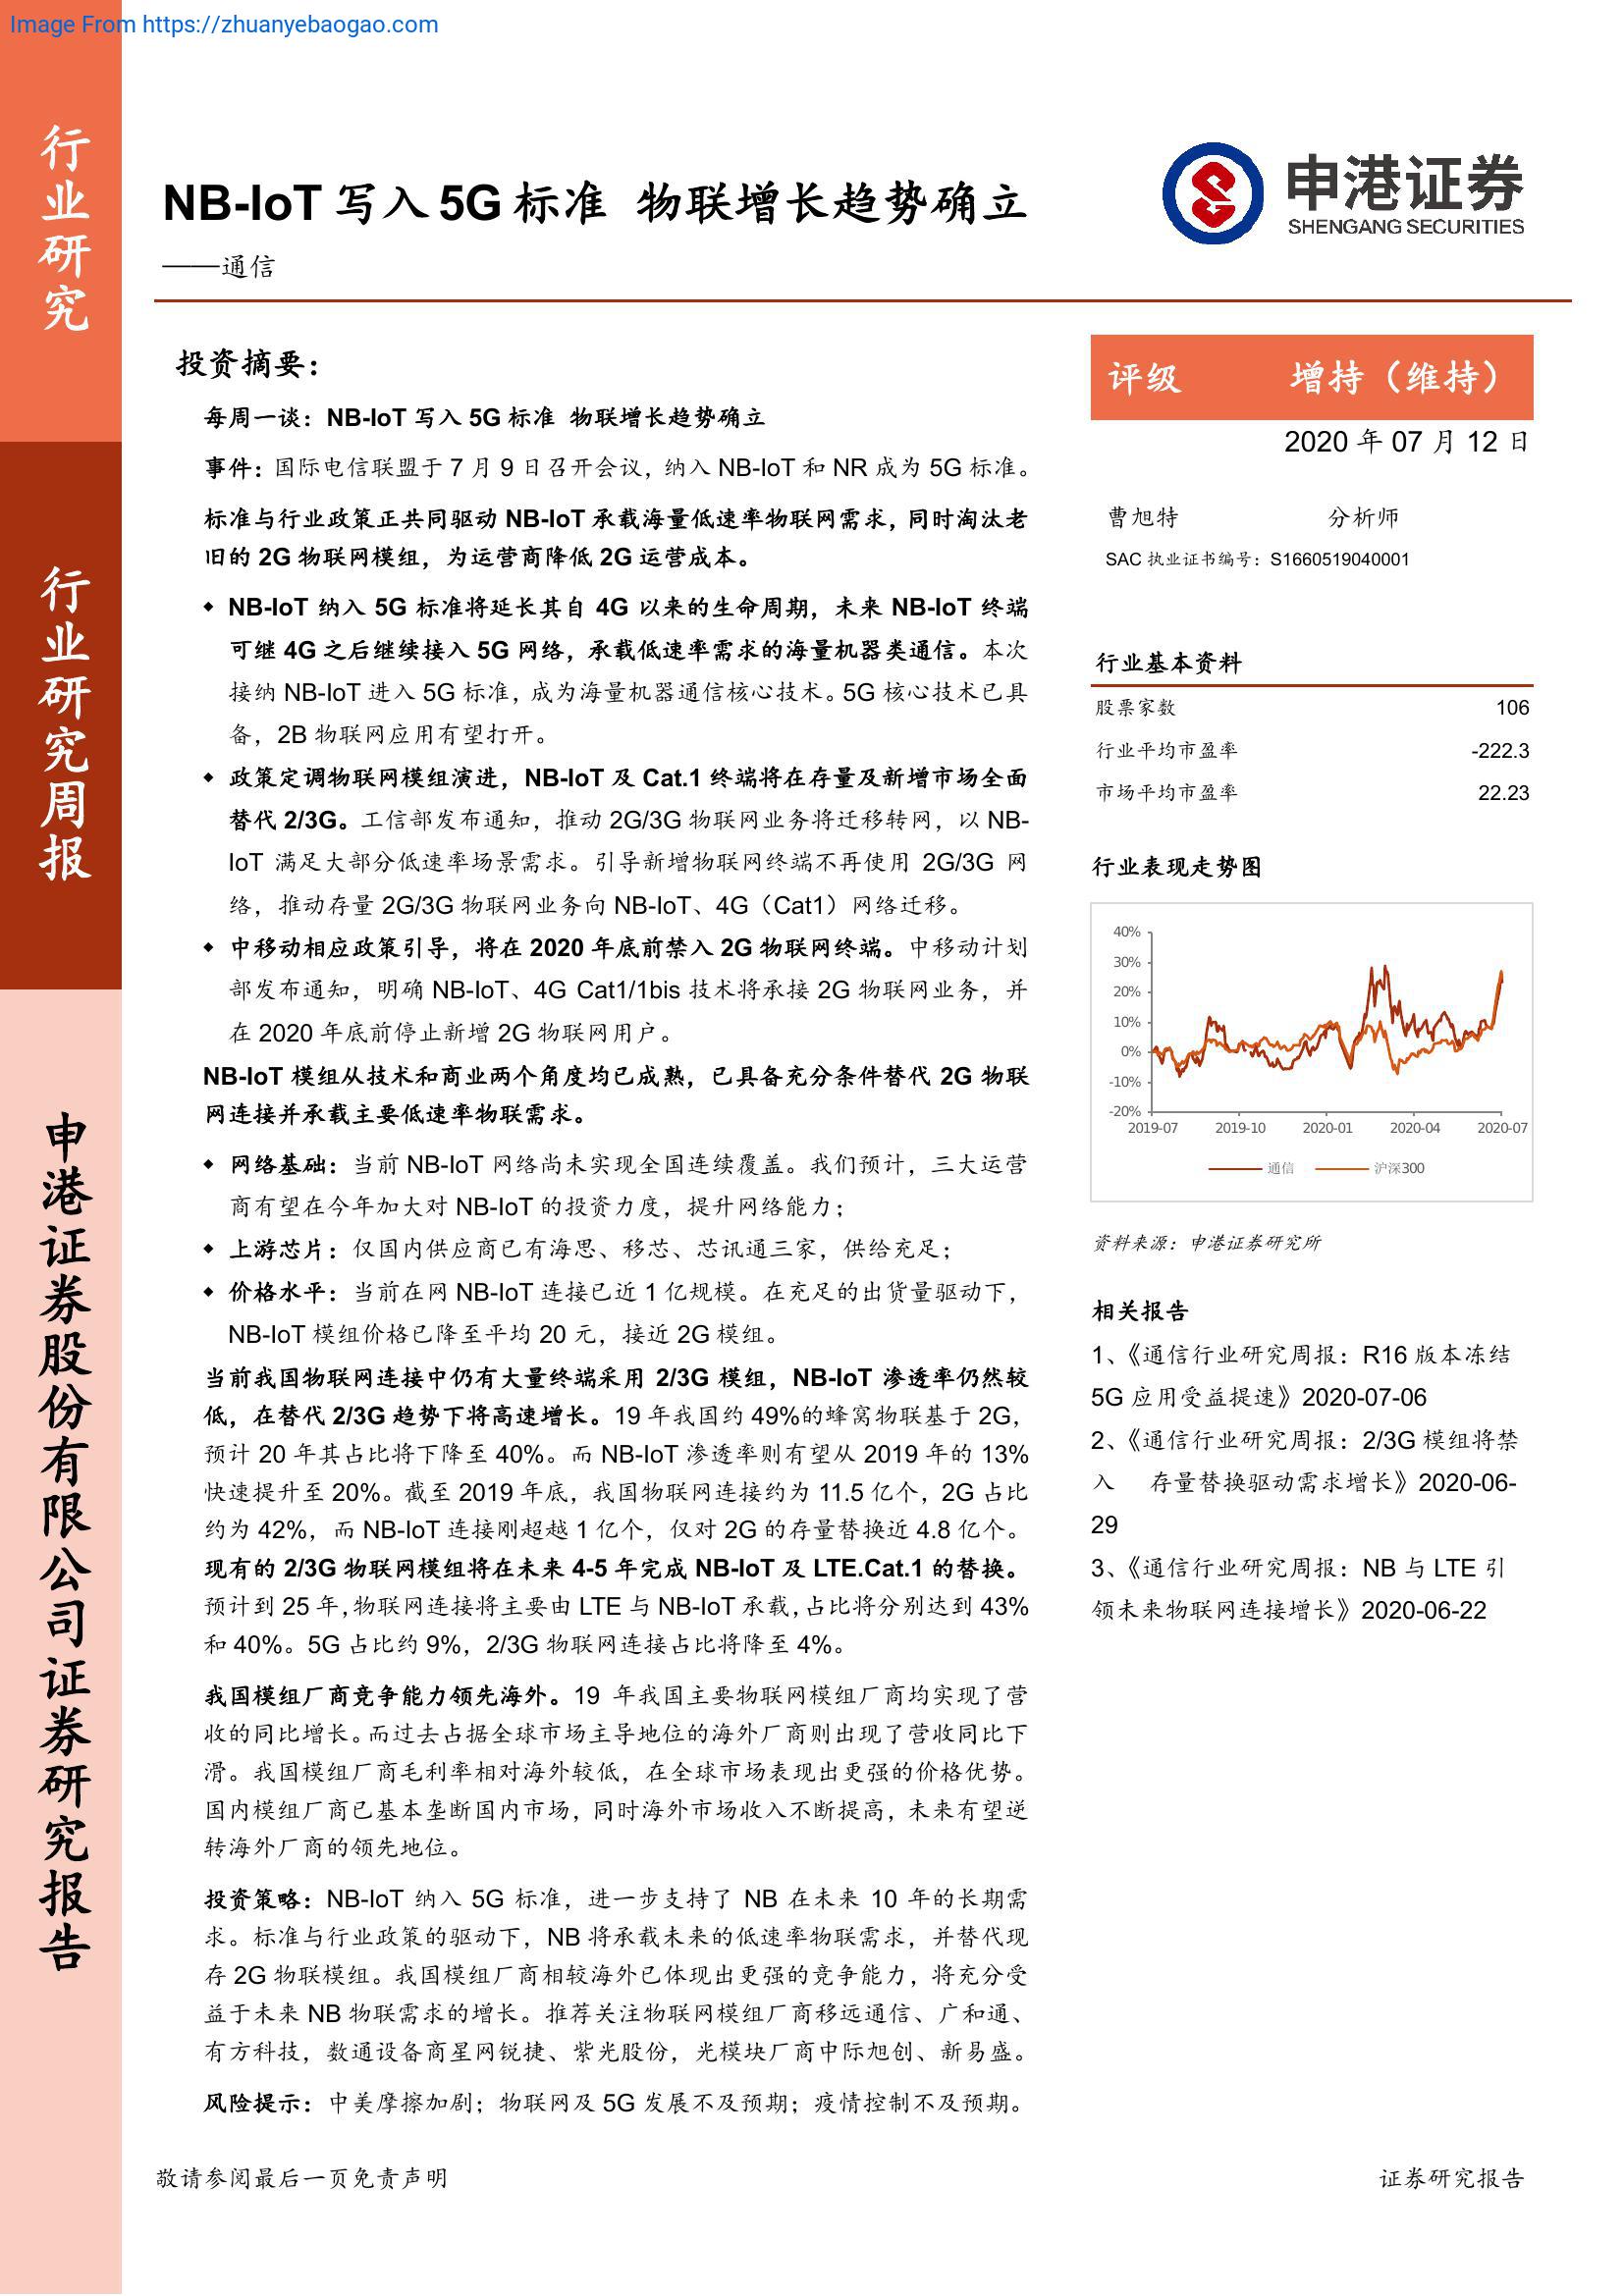 Image From https://zhuanyebaogao.com
行业研究
行业研究周报
申港证券股份有限公司证券研究报告
NB-IoT 写入 5G 标准 物联增长趋势确立
——通信
申港证券
SHENGANG SECURITIES
投资摘要：
每周一谈：NB-IoT 写入 5G 标准 物联增长趋势确立
事件：国际电信联盟于 7 月 9 日召开会议，纳入 NB-IoT 和 NR 成为 5G 标准。
标准与行业政策正共同驱动 NB-IoT 承载海量低速率物联网需求，同时淘汰老
旧的 2G 物联网模组，为运营商降低 2G 运营成本。
◆ NB-IoT 纳入 5G 标准将延长其自 4G 以来的生命周期，未来 NB-IoT 终端
可继 4G 之后继续接入 5G 网络，承载低速率需求的海量机器类通信。本次
接纳 NB-IoT 进入 5G 标准，成为海量机器通信核心技术。5G 核心技术已具
备，2B 物联网应用有望打开。
◆ 政策定调物联网模组演进，NB-IoT 及 Cat.1 终端将在存量及新增市场全面
替代 2/3G。工信部发布通知，推动 2G/3G 物联网业务将迁移转网，以 NB-
IoT 满足大部分低速率场景需求。引导新增物联网终端不再使用 2G/3G 网
络，推动存量 2G/3G 物联网业务向 NB-IoT、4G（Cat1）网络迁移。
◆ 中移动相应政策引导，将在 2020 年底前禁入 2G 物联网终端。中移动计划
部发布通知，明确 NB-IoT、4G Cat1/1bis 技术将承接 2G 物联网业务，并
在 2020 年底前停止新增 2G 物联网用户。
NB-IoT 模组从技术和商业两个角度均已成熟，已具备充分条件替代 2G 物联
网连接并承载主要低速率物联需求。
◆ 网络基础：当前 NB-IoT 网络尚未实现全国连续覆盖。我们预计，三大运营
商有望在今年加大对 NB-IoT 的投资力度，提升网络能力；
◆ 上游芯片：仅国内供应商已有海思、移芯、芯讯通三家，供给充足；
◆ 价格水平：当前在网 NB-IoT 连接已近 1 亿规模。在充足的出货量驱动下，
NB-IoT 模组价格已降至平均 20 元，接近 2G 模组。
当前我国物联网连接中仍有大量终端采用 2/3G 模组，NB-IoT 渗透率仍然较
低，在替代 2/3G 趋势下将高速增长。19 年我国约 49%的蜂窝物联基于 2G，
预计 20 年其占比将下降至 40%。而 NB-IoT 渗透率则有望从 2019 年的 13%
快速提升至 20%。截至 2019 年底，我国物联网连接约为 11.5 亿个，2G 占比
约为 42%，而 NB-IoT 连接刚超越 1 亿个，仅对 2G 的存量替换近 4.8 亿个。
现有的 2/3G 物联网模组将在未来 4-5 年完成 NB-IoT 及 LTE.Cat.1 的替换。
预计到 25 年，物联网连接将主要由 LTE 与 NB-IoT 承载，占比将分别达到 43%
和 40%。5G 占比约 9%，2/3G 物联网连接占比将降至 4%。
我国模组厂商竞争能力领先海外。19 年我国主要物联网模组厂商均实现了营
收的同比增长。而过去占据全球市场主导地位的海外厂商则出现了营收同比下
滑。我国模组厂商毛利率相对海外较低，在全球市场表现出更强的价格优势。
国内模组厂商已基本垄断国内市场，同时海外市场收入不断提高，未来有望逆
转海外厂商的领先地位。
投资策略：NB-IoT 纳入 5G 标准，进一步支持了 NB 在未来 10 年的长期需
求。标准与行业政策的驱动下，NB 将承载未来的低速率物联需求，并替代现
存 2G 物联模组。我国模组厂商相较海外已体现出更强的竞争能力，将充分受
益于未来 NB 物联需求的增长。推荐关注物联网模组厂商移远通信、广和通、
有方科技，数通设备商星网锐捷、紫光股份，光模块厂商中际旭创、新易盛。
风险提示：中美摩擦加剧；物联网及 5G 发展不及预期；疫情控制不及预期。
评级 增持（维持）
2020 年 07 月 12 日
曹旭特 分析师
SAC 执业证书编号：S1660519040001
行业基本资料
股票家数 106
行业平均市盈率 -222.3
市场平均市盈率 22.23
行业表现走势图
40%
30%
20%
10%
0%
-10%
-20%
2019-07 2019-10 2020-01 2020-04 2020-07
通信 沪深300
资料来源：申港证券研究所
相关报告
1、《通信行业研究周报：R16 版本冻结
5G 应用受益提速》2020-07-06
2、《通信行业研究周报：2/3G 模组将禁
入 存量替换驱动需求增长》2020-06-
29
3、《通信行业研究周报：NB 与 LTE 引
领未来物联网连接增长》2020-06-22
敬请参阅最后一页免责声明 证券研究报告